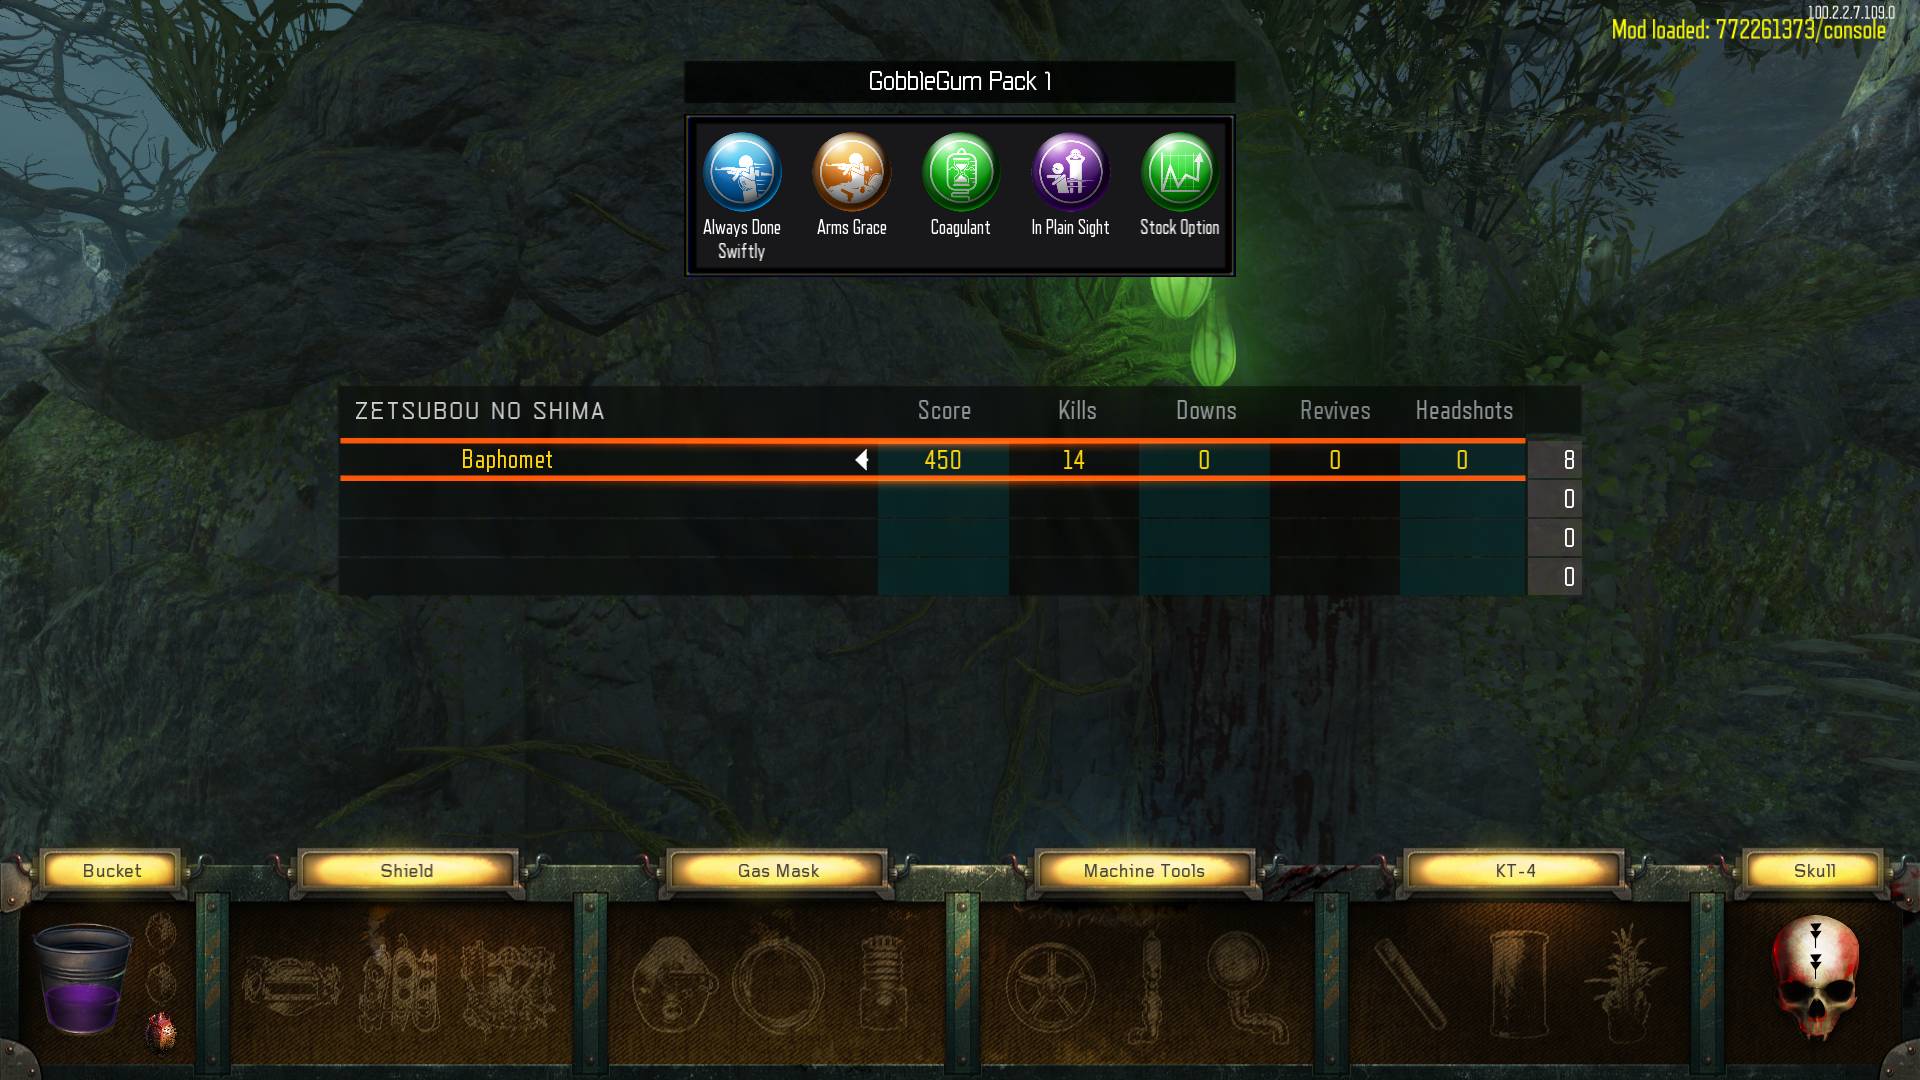 100.2.2.7.109.0
Mod loaded: 772261373/console
GobbleGum Pack 1
Always Done
Swiftly
Arms Grace
Coagulant
In Plain Sight
Stock Option
ZETSUBOU NO SHIMA Score Kills Downs Revives Headshots
Baphomet 450 14 0 0 0 8
0
0
0
Bucket Shield Gas Mask Machine Tools KT-4 Skull